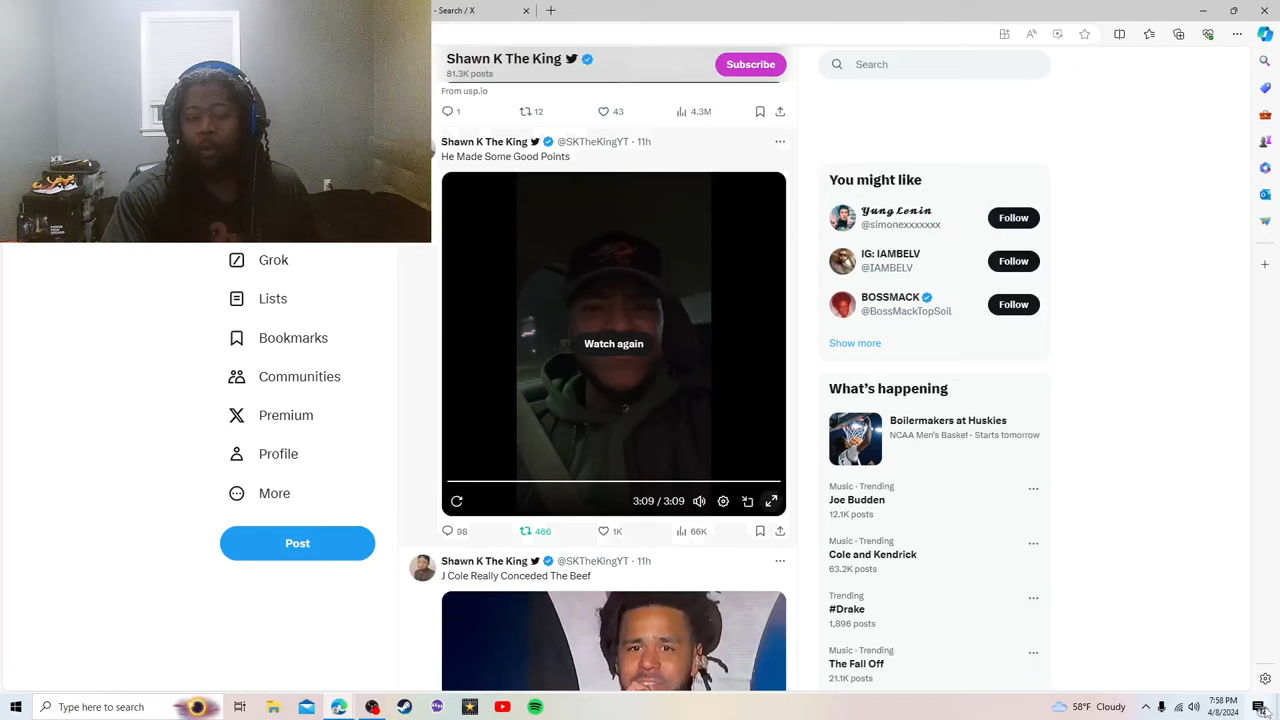 - Search / X
Shawn K The King
81.3K posts
Subscribe
Search
From usp.io
1
12
43
4.3M
Shawn K The King @SKTheKingYT · 11h
He Made Some Good Points
Watch again
3:09 / 3:09
98
466
1K
66K
Shawn K The King @SKTheKingYT · 11h
J Cole Really Conceded The Beef
Grok
Lists
Bookmarks
Communities
Premium
Profile
More
Post
You might like
𝓨𝓾𝓷𝓰 𝓛𝓮𝓷𝓲𝓷
@simonexxxxxxx
Follow
IG: IAMBELV
@IAMBELV
Follow
BOSSMACK
@BossMackTopSoil
Follow
Show more
What's happening
Boilermakers at Huskies
NCAA Men's Basket · Starts tomorrow
Music · Trending
Joe Budden
12.1K posts
Music · Trending
Cole and Kendrick
63.2K posts
Trending
#Drake
1,896 posts
Music · Trending
The Fall Off
21.1K posts
Type here to search
58°F Cloudy
7:58 PM
4/8/2024